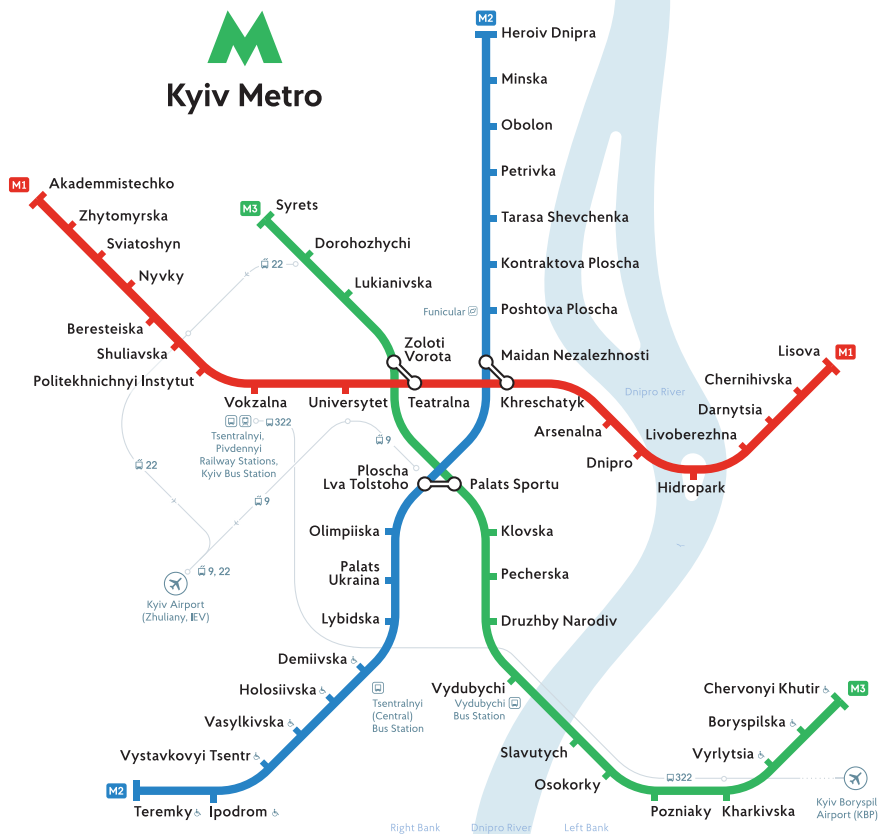 Kyiv Metro
M2
Heroiv Dnipra
Minska
Obolon
Petrivka
Tarasa Shevchenka
Kontraktova Ploscha
Funicular
Poshtova Ploscha
Maidan Nezalezhnosti
M1
Akademmistechko
Zhytomyrska
Sviatoshyn
Nyvky
Beresteiska
Shuliavska
Politekhnichnyi Instytut
M3
Syrets
Dorohozhychi
Lukianivska
22
Zoloti
Vorota
Vokzalna
Universytet
Teatralna
Khreschatyk
322
Tsentralnyi,
Pivdennyi
Railway Stations,
Kyiv Bus Station
9
22
9
9, 22
Kyiv Airport
(Zhuliany, IEV)
Dnipro River
Lisova
M1
Chernihivska
Darnytsia
Livoberezhna
Arsenalna
Dnipro
Hidropark
Ploscha
Lva Tolstoho
Palats Sportu
Olimpiiska
Klovska
Palats
Ukraina
Pecherska
Lybidska
Druzhby Narodiv
Demiivska
Holosiivska
Vasylkivska
Vystavkovyi Tsentr
Tsentralnyi
(Central)
Bus Station
M2
Teremky
Ipodrom
Vydubychi
Vydubychi
Bus Station
Slavutych
Osokorky
Pozniaky
Kharkivska
322
Chervonyi Khutir
M3
Boryspilska
Vyrlytsia
Kyiv Boryspil
Airport (KBP)
Right Bank
Dnipro River
Left Bank